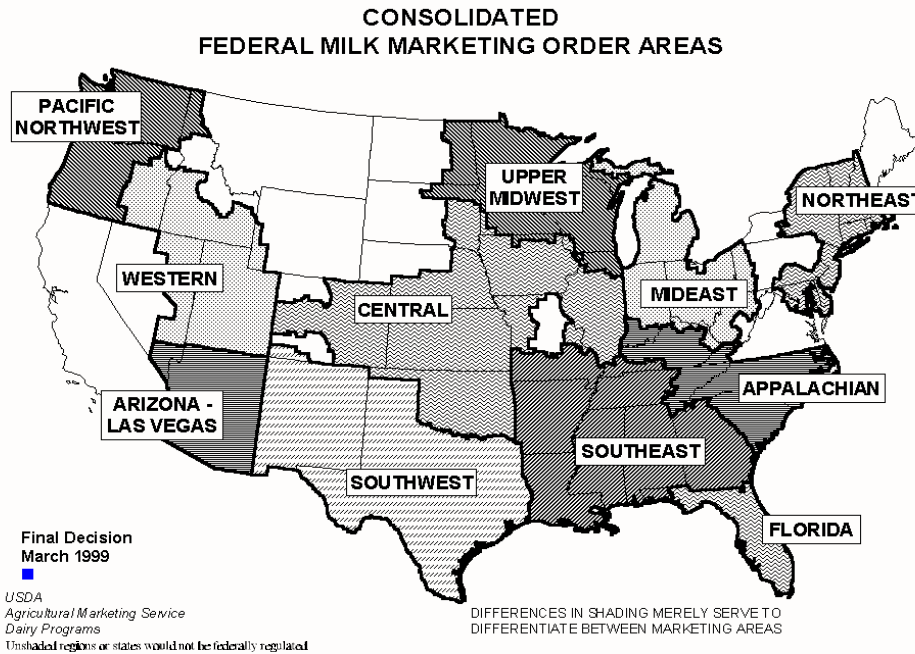 CONSOLIDATED
FEDERAL MILK MARKETING ORDER AREAS
PACIFIC
NORTHWEST
UPPER
MIDWEST
NORTHEAST
WESTERN
CENTRAL
MIDEAST
ARIZONA -
LAS VEGAS
APPALACHIAN
SOUTHEAST
SOUTHWEST
FLORIDA
Final Decision
March 1999
USDA
Agricultural Marketing Service
Dairy Programs
Unshaded regions or states would not be federally regulated
DIFFERENCES IN SHADING MERELY SERVE TO
DIFFERENTIATE BETWEEN MARKETING AREAS